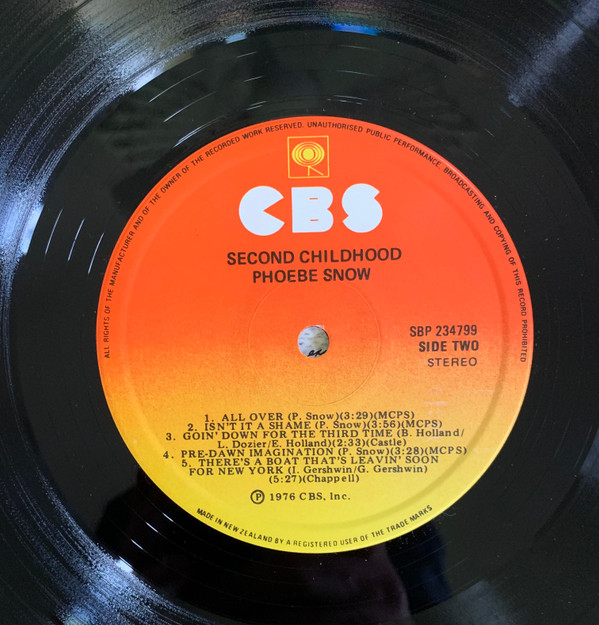 ALL RIGHTS OF THE MANUFACTURER AND OF THE OWNER OF THE RECORDED WORK RESERVED. UNAUTHORISED PUBLIC PERFORMANCE, BROADCASTING AND COPYING OF THIS RECORD PROHIBITED
CBS
SECOND CHILDHOOD
PHOEBE SNOW
SBP 234799
SIDE TWO
STEREO
1. ALL OVER (P. Snow)(3:29)(MCPS)
2. ISN'T IT A SHAME (P. Snow)(3:56)(MCPS)
3. GOIN' DOWN FOR THE THIRD TIME (B. Holland/
L. Dozier/E. Holland)(2:33)(Castle)
4. PRE-DAWN IMAGINATION (P. Snow)(3:28)(MCPS)
5. THERE'S A BOAT THAT'S LEAVIN' SOON
FOR NEW YORK (I. Gershwin/G. Gershwin)
(5:27)(Chappell)
℗ 1976 CBS, Inc.
MADE IN NEW ZEALAND BY A REGISTERED USER OF THE TRADE MARKS